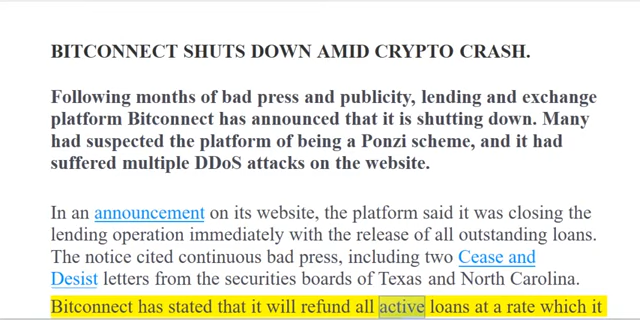 BITCONNECT SHUTS DOWN AMID CRYPTO CRASH.
Following months of bad press and publicity, lending and exchange
platform Bitconnect has announced that it is shutting down. Many
had suspected the platform of being a Ponzi scheme, and it had
suffered multiple DDoS attacks on the website.
In an announcement on its website, the platform said it was closing the
lending operation immediately with the release of all outstanding loans.
The notice cited continuous bad press, including two Cease and
Desist letters from the securities boards of Texas and North Carolina.
Bitconnect has stated that it will refund all active loans at a rate which it